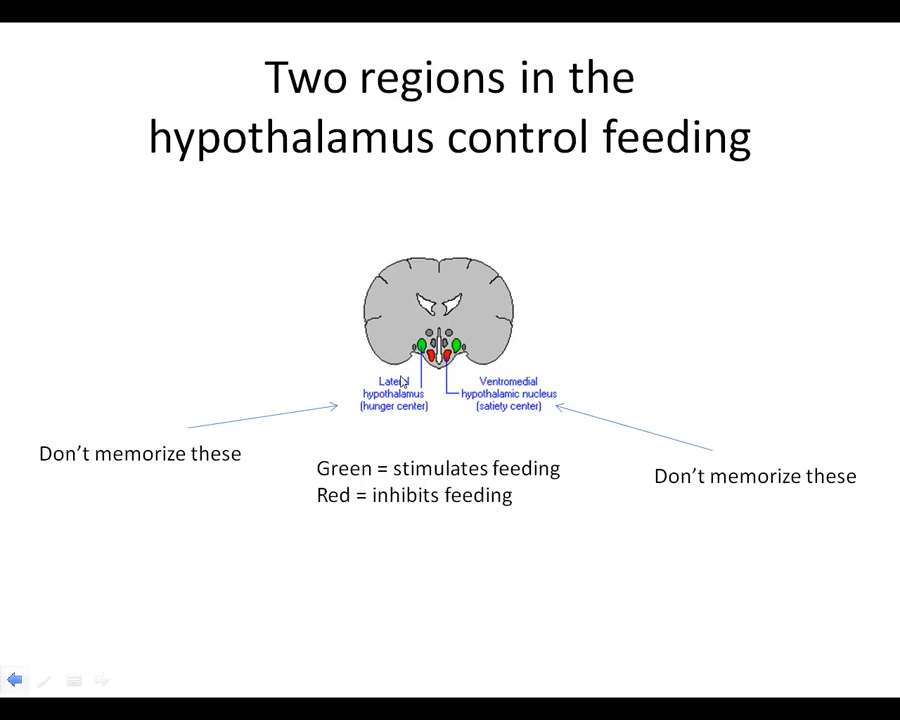 Two regions in the
hypothalamus control feeding
Lateral
hypothalamus
(hunger center)
Ventromedial
hypothalamic nucleus
(satiety center)
Don't memorize these
Green = stimulates feeding
Red = inhibits feeding
Don't memorize these